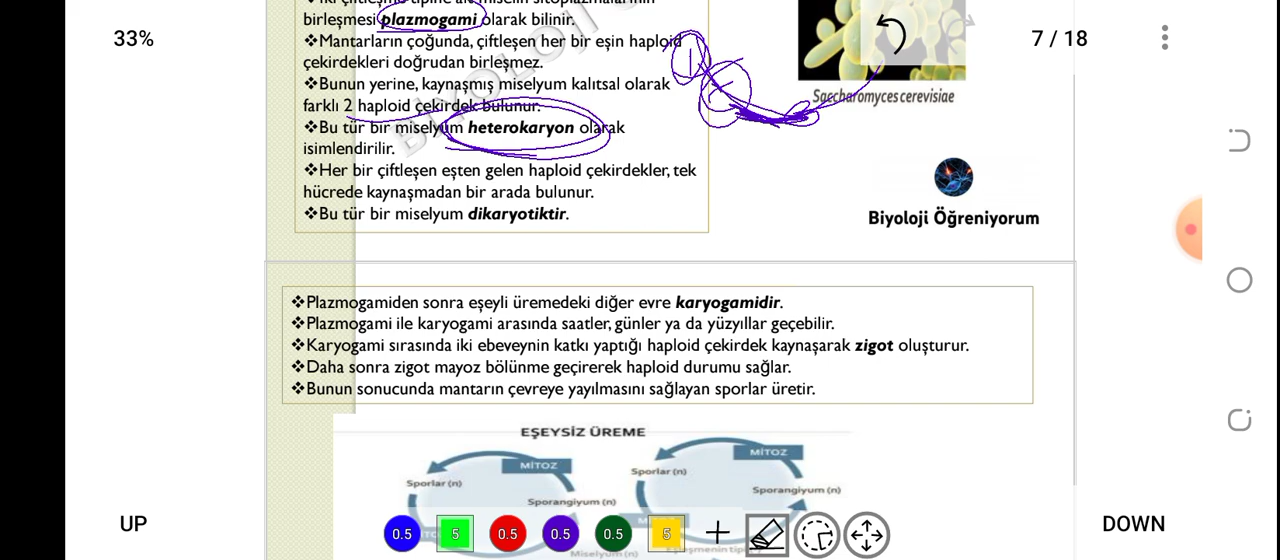 33%
7 / 18
birleşmesi plazmogami olarak bilinir.
❖Mantarların çoğunda, çiftleşen her bir eşin haploid
çekirdekleri doğrudan birleşmez.
❖Bunun yerine, kaynaşmış miselyum kalıtsal olarak
farklı 2 haploid çekirdek bulunur.
❖Bu tür bir miselyum heterokaryon olarak
isimlendirilir.
❖Her bir çiftleşen eşten gelen haploid çekirdekler, tek
hücrede kaynaşmadan bir arada bulunur.
❖Bu tür bir miselyum dikaryotiktir.
Saccharomyces cerevisiae
Biyoloji Öğreniyorum
❖Plazmogamiden sonra eşeyli üremedeki diğer evre karyogamidir.
❖Plazmogami ile karyogami arasında saatler, günler ya da yüzyıllar geçebilir.
❖Karyogami sırasında iki ebeveynin katkı yaptığı haploid çekirdek kaynaşarak zigot oluşturur.
❖Daha sonra zigot mayoz bölünme geçirerek haploid durumu sağlar.
❖Bunun sonucunda mantarın çevreye yayılmasını sağlayan sporlar üretir.
EŞEYSİZ ÜREME
MİTOZ
Sporlar (n)
Sporangiyum (n)
MİTOZ
Sporlar (n)
Sporangiyum (n)
Miselyum (n)
UP
0.5
5
0.5
0.5
0.5
5
DOWN